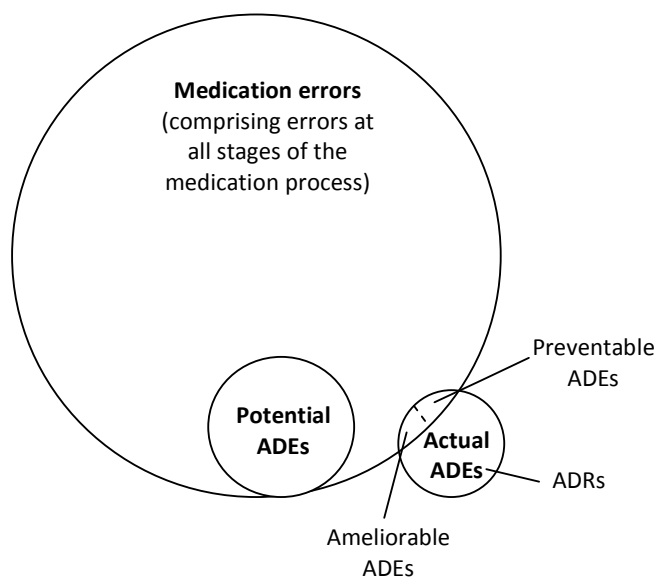 Medication errors
(comprising errors at
all stages of the
medication process)
Preventable
ADEs
Potential
ADEs
Actual
ADEs
ADRs
Ameliorable
ADEs